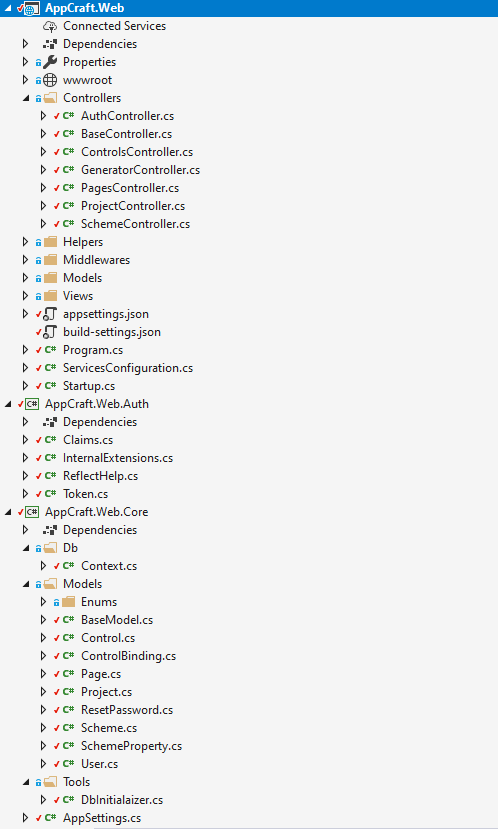 AppCraft.Web
Connected Services
Dependencies
Properties
wwwroot
Controllers
C# AuthController.cs
C# BaseController.cs
C# ControlsController.cs
C# GeneratorController.cs
C# PagesController.cs
C# ProjectController.cs
C# SchemeController.cs
Helpers
Middlewares
Models
Views
appsettings.json
build-settings.json
C# Program.cs
C# ServicesConfiguration.cs
C# Startup.cs
C# AppCraft.Web.Auth
Dependencies
C# Claims.cs
C# InternalExtensions.cs
C# ReflectHelp.cs
C# Token.cs
C# AppCraft.Web.Core
Dependencies
Db
C# Context.cs
Models
Enums
C# BaseModel.cs
C# Control.cs
C# ControlBinding.cs
C# Page.cs
C# Project.cs
C# ResetPassword.cs
C# Scheme.cs
C# SchemeProperty.cs
C# User.cs
Tools
C# DbInitialaizer.cs
C# AppSettings.cs